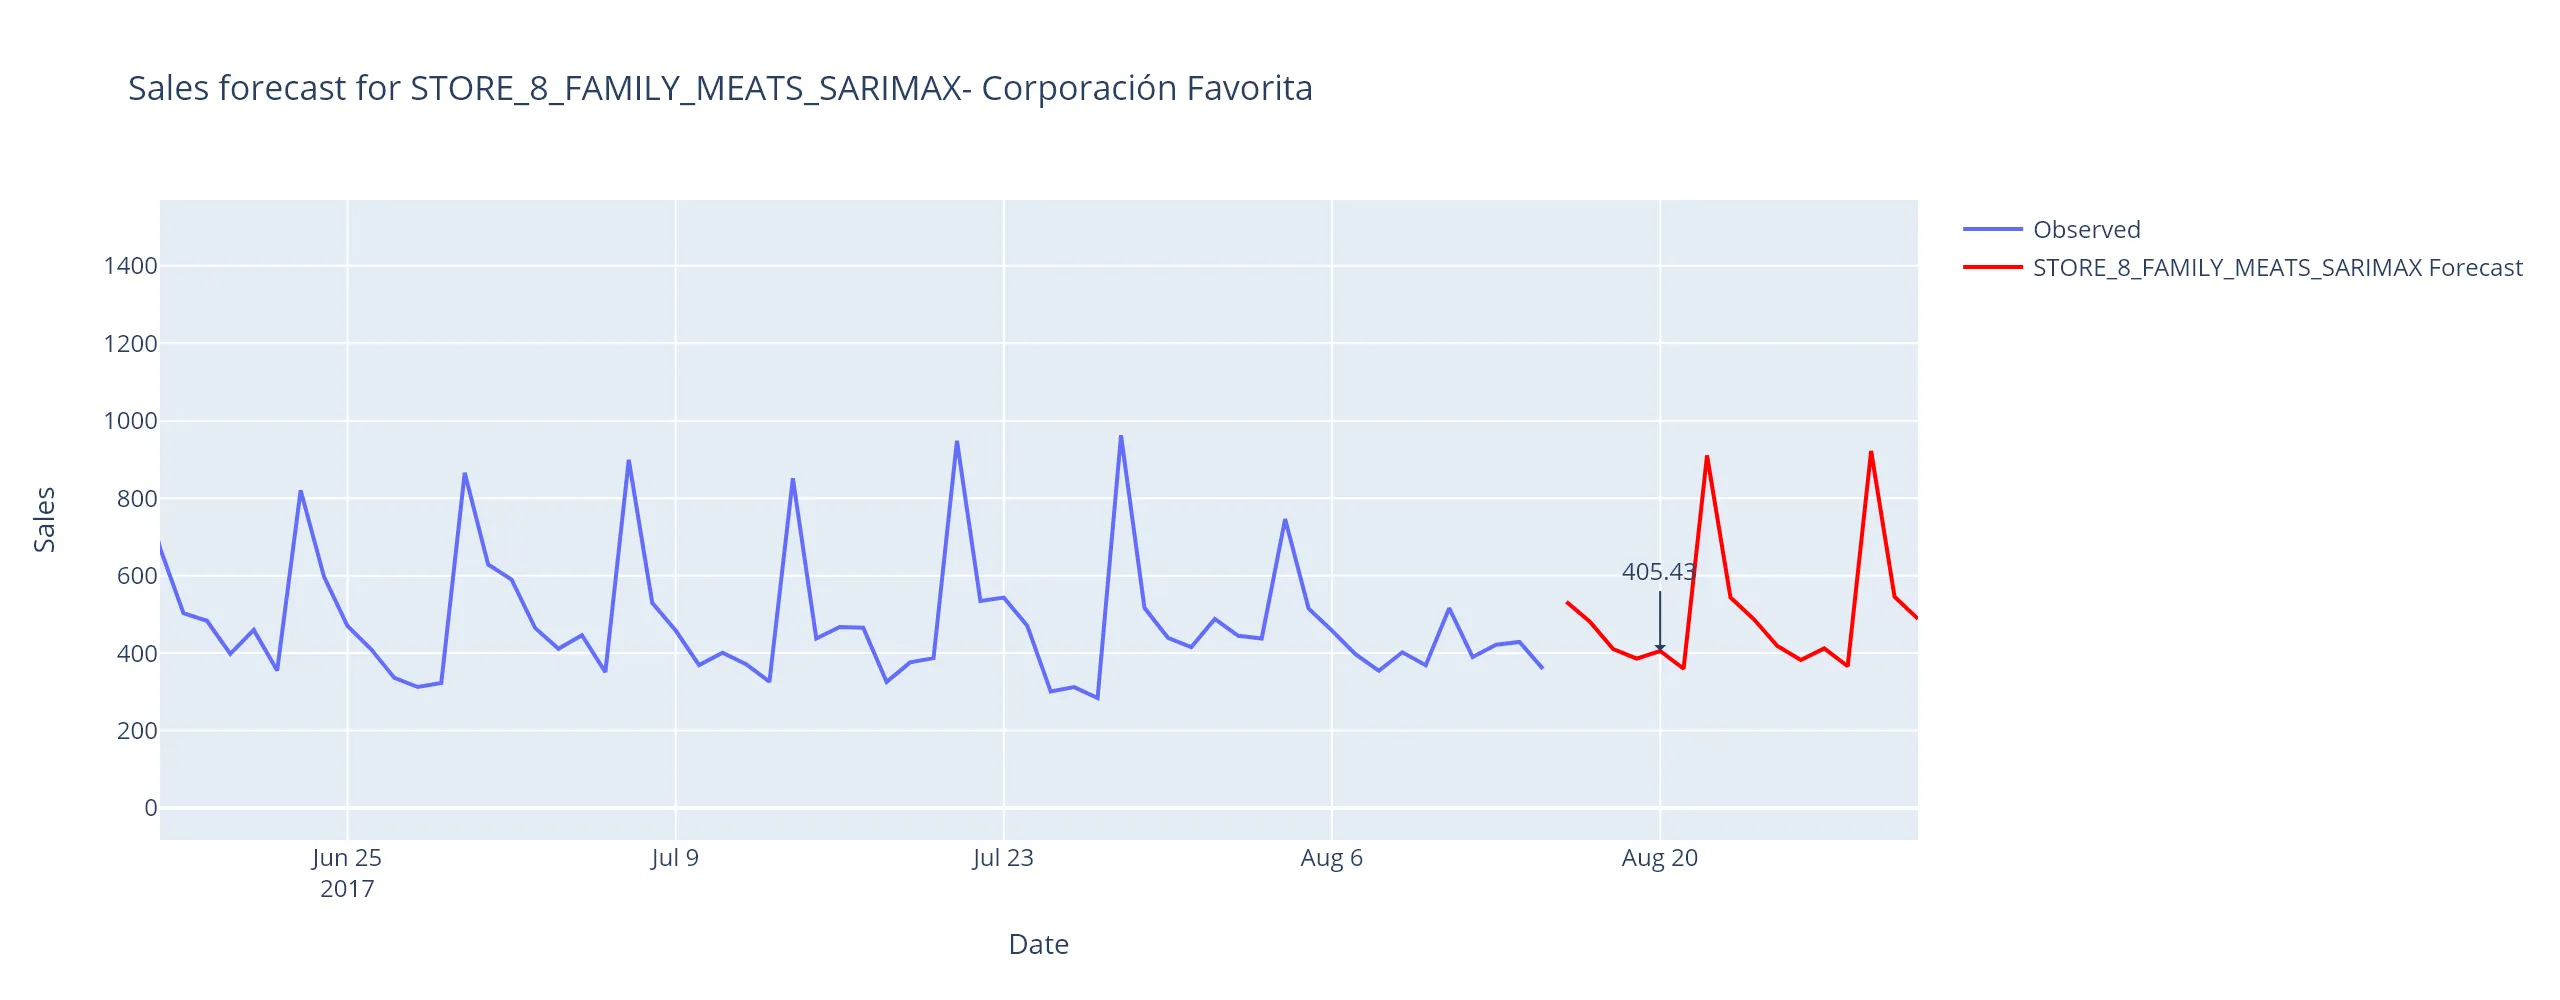 Sales forecast for STORE_8_FAMILY_MEATS_SARIMAX- Corporación Favorita
Observed
STORE_8_FAMILY_MEATS_SARIMAX Forecast
Sales
1400
1200
1000
800
600
400
200
0
405.43
Jun 25
2017
Jul 9
Jul 23
Aug 6
Aug 20
Date